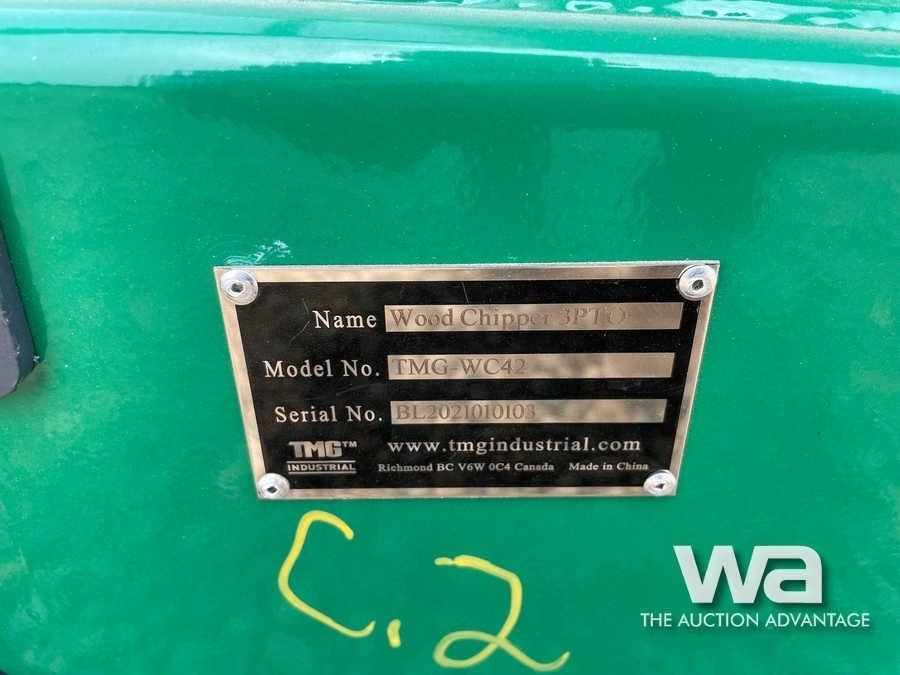 Name Wood Chipper 3PTO
Model No. TMG-WC42
Serial No. BL2021010103
TMG™ INDUSTRIAL
www.tmgindustrial.com
Richmond BC V6W 0C4 Canada Made in China
C.2
wa
THE AUCTION ADVANTAGE